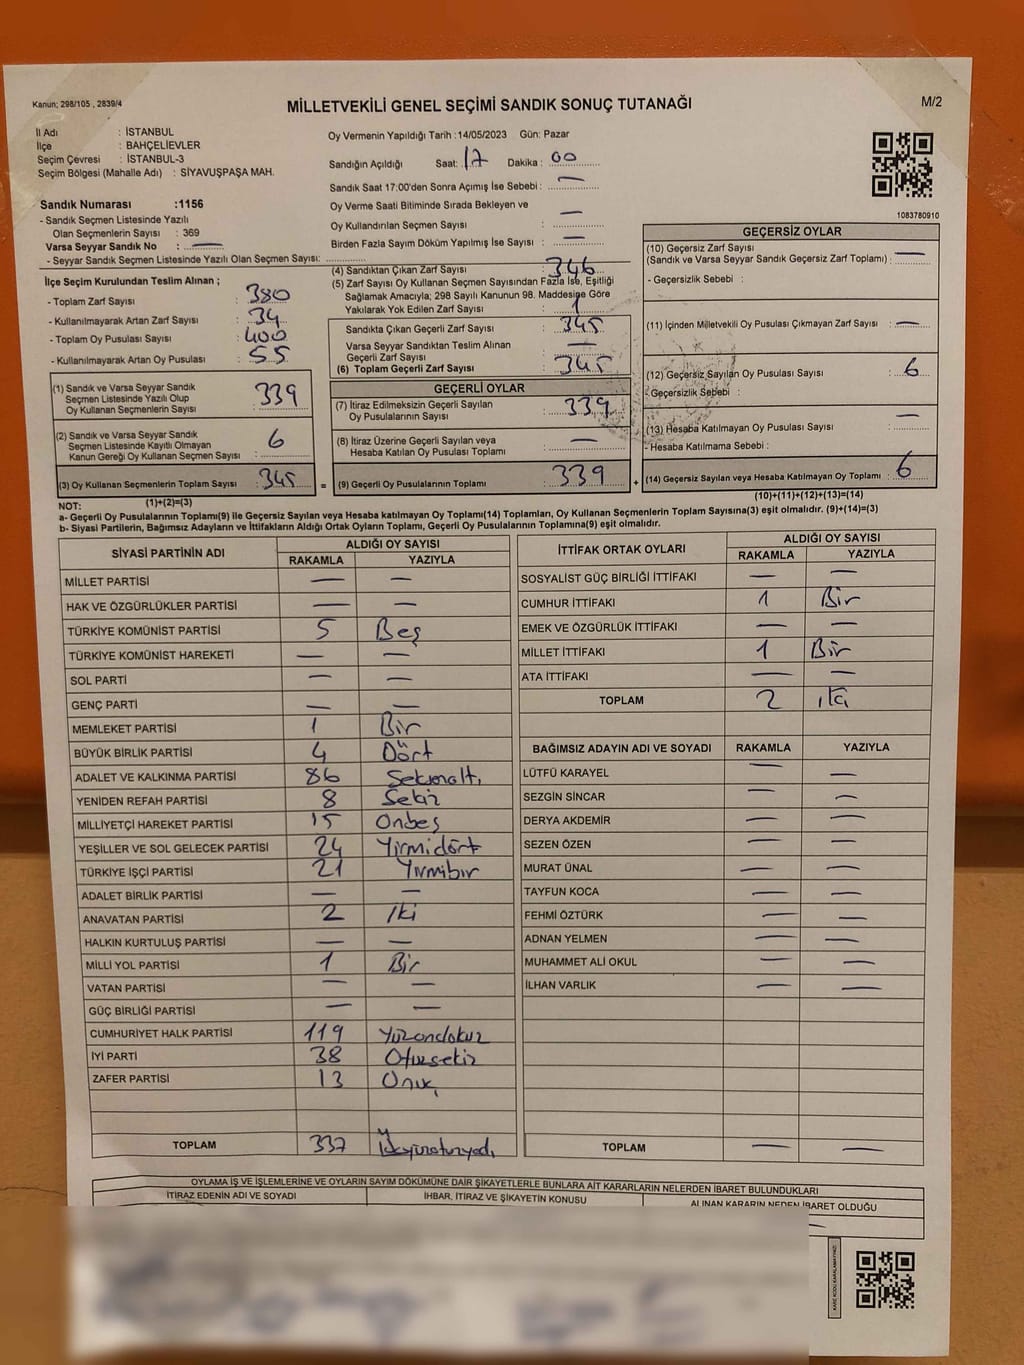 Kanun; 298/105 , 2839/4
MİLLETVEKİLİ GENEL SEÇİMİ SANDIK SONUÇ TUTANAĞI
M/2
İl Adı : İSTANBUL
İlçe : BAHÇELİEVLER
Seçim Çevresi : İSTANBUL-3
Seçim Bölgesi (Mahalle Adı) : SİYAVUŞPAŞA MAH.
Oy Vermenin Yapıldığı Tarih :14/05/2023 Gün: Pazar
Sandığın Açıldığı Saat: 17 Dakika : 00
Sandık Saat 17:00'den Sonra Açımış İse Sebebi : —
Oy Verme Saati Bitiminde Sırada Bekleyen ve
Oy Kullandırılan Seçmen Sayısı : —
Birden Fazla Sayım Döküm Yapılmış İse Sayısı : —
1083780910
Sandık Numarası :1156
- Sandık Seçmen Listesinde Yazılı
Olan Seçmenlerin Sayısı : 369
Varsa Seyyar Sandık No : —
- Seyyar Sandık Seçmen Listesinde Yazılı Olan Seçmen Sayısı:
İlçe Seçim Kurulundan Teslim Alınan ;
- Toplam Zarf Sayısı : 380
- Kullanılmayarak Artan Zarf Sayısı : 34
- Toplam Oy Pusulası Sayısı : 400
- Kullanılmayarak Artan Oy Pusulası : 55
(1) Sandık ve Varsa Seyyar Sandık
Seçmen Listesinde Yazılı Olup
Oy Kullanan Seçmenlerin Sayısı : 339
(2) Sandık ve Varsa Seyyar Sandık
Seçmen Listesinde Kayıtlı Olmayan
Kanun Gereği Oy Kullanan Seçmen Sayısı : 6
(3) Oy Kullanan Seçmenlerin Toplam Sayısı : 345
(1)+(2)=(3)
(4) Sandıktan Çıkan Zarf Sayısı : 346
(5) Zarf Sayısı Oy Kullanan Seçmen Sayısından Fazla İse, Eşitliği
Sağlamak Amacıyla; 298 Sayılı Kanunun 98. Maddesine Göre
Yakılarak Yok Edilen Zarf Sayısı : 1
Sandıkta Çıkan Geçerli Zarf Sayısı : 345
Varsa Seyyar Sandıktan Teslim Alınan
Geçerli Zarf Sayısı : —
(6) Toplam Geçerli Zarf Sayısı : 345
GEÇERLİ OYLAR
(7) İtiraz Edilmeksizin Geçerli Sayılan
Oy Pusulalarının Sayısı : 339
(8) İtiraz Üzerine Geçerli Sayılan veya
Hesaba Katılan Oy Pusulası Toplamı : —
= (9) Geçerli Oy Pusulalarının Toplamı : 339
GEÇERSİZ OYLAR
(10) Geçersiz Zarf Sayısı
(Sandık ve Varsa Seyyar Sandık Geçersiz Zarf Toplamı) : —
- Geçersizlik Sebebi :
(11) İçinden Milletvekili Oy Pusulası Çıkmayan Zarf Sayısı : —
(12) Geçersiz Sayılan Oy Pusulası Sayısı : 6
- Geçersizlik Sebebi :
(13) Hesaba Katılmayan Oy Pusulası Sayısı : —
- Hesaba Katılmama Sebebi :
+ (14) Geçersiz Sayılan veya Hesaba Katılmayan Oy Toplamı : 6
(10)+(11)+(12)+(13)=(14)
NOT:
a- Geçerli Oy Pusulalarının Toplamı(9) ile Geçersiz Sayılan veya Hesaba katılmayan Oy Toplamı(14) Toplamları, Oy Kullanan Seçmenlerin Toplam Sayısına(3) eşit olmalıdır. (9)+(14)=(3)
b- Siyasi Partilerin, Bağımsız Adayların ve İttifakların Aldığı Ortak Oyların Toplamı, Geçerli Oy Pusulalarının Toplamına(9) eşit olmalıdır.
SİYASİ PARTİNİN ADI ALDIĞI OY SAYISI
RAKAMLA YAZIYLA
MİLLET PARTİSİ — —
HAK VE ÖZGÜRLÜKLER PARTİSİ — —
TÜRKİYE KOMÜNİST PARTİSİ 5 Beş
TÜRKİYE KOMÜNİST HAREKETİ — —
SOL PARTİ — —
GENÇ PARTİ — —
MEMLEKET PARTİSİ 1 Bir
BÜYÜK BİRLİK PARTİSİ 4 Dört
ADALET VE KALKINMA PARTİSİ 86 Seksenaltı
YENİDEN REFAH PARTİSİ 8 Sekiz
MİLLİYETÇİ HAREKET PARTİSİ 15 Onbeş
YEŞİLLER VE SOL GELECEK PARTİSİ 24 Yirmidört
TÜRKİYE İŞÇİ PARTİSİ 21 Yirmibir
ADALET BİRLİK PARTİSİ — —
ANAVATAN PARTİSİ 2 İki
HALKIN KURTULUŞ PARTİSİ — —
MİLLİ YOL PARTİSİ 1 Bir
VATAN PARTİSİ — —
GÜÇ BİRLİĞİ PARTİSİ — —
CUMHURİYET HALK PARTİSİ 119 Yüzondokuz
İYİ PARTİ 38 Otuzsekiz
ZAFER PARTİSİ 13 Onüç
TOPLAM 337 Üçyüzotuzyedi
İTTİFAK ORTAK OYLARI ALDIĞI OY SAYISI
RAKAMLA YAZIYLA
SOSYALİST GÜÇ BİRLİĞİ İTTİFAKI — —
CUMHUR İTTİFAKI 1 Bir
EMEK VE ÖZGÜRLÜK İTTİFAKI — —
MİLLET İTTİFAKI 1 Bir
ATA İTTİFAKI — —
TOPLAM 2 iki
BAĞIMSIZ ADAYIN ADI VE SOYADI RAKAMLA YAZIYLA
LÜTFÜ KARAYEL — —
SEZGİN SİNCAR — —
DERYA AKDEMİR — —
SEZEN ÖZEN — —
MURAT ÜNAL — —
TAYFUN KOCA — —
FEHMİ ÖZTÜRK — —
ADNAN YELMEN — —
MUHAMMET ALİ OKUL — —
İLHAN VARLIK — —
TOPLAM — —
OYLAMA İŞ VE İŞLEMLERİNE VE OYLARIN SAYIM DÖKÜMÜNE DAİR ŞİKAYETLERLE BUNLARA AİT KARARLARIN NELERDEN İBARET BULUNDUKLARI
İTİRAZ EDENİN ADI VE SOYADI İHBAR, İTİRAZ VE ŞİKAYETİN KONUSU ALINAN KARARIN NEDEN İBARET OLDUĞU
KARE KODU KARALAMAYINIZ!